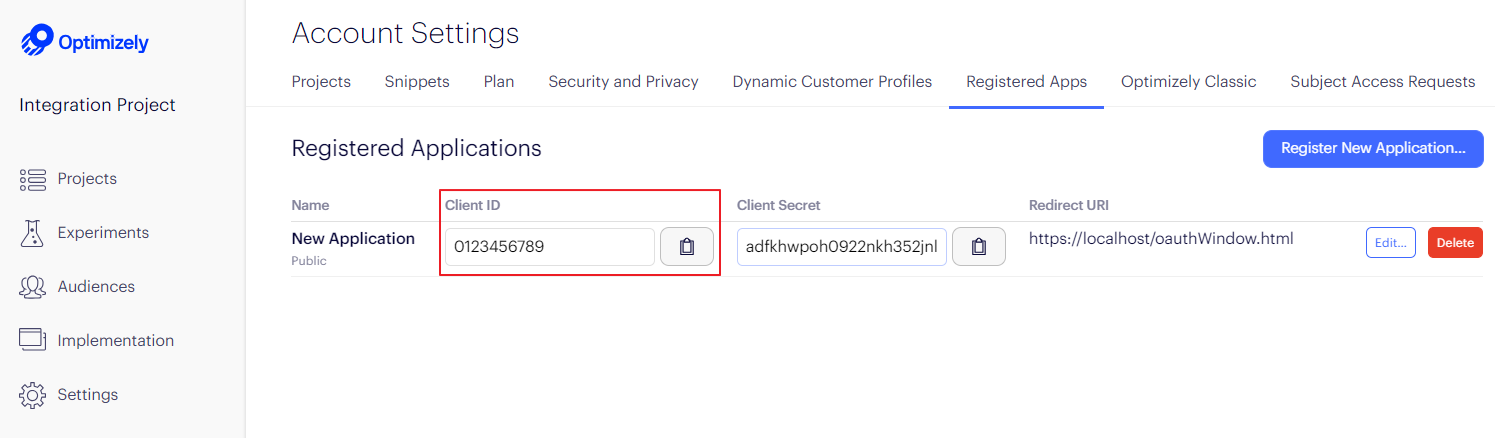 Optimizely
Integration Project
Projects
Experiments
Audiences
Implementation
Settings
Account Settings
Projects Snippets Plan Security and Privacy Dynamic Customer Profiles Registered Apps Optimizely Classic Subject Access Requests
Registered Applications Register New Application...
Name Client ID Client Secret Redirect URI
New Application 0123456789 adfkhwpoh0922nkh352jnl https://localhost/oauthWindow.html Edit... Delete
Public